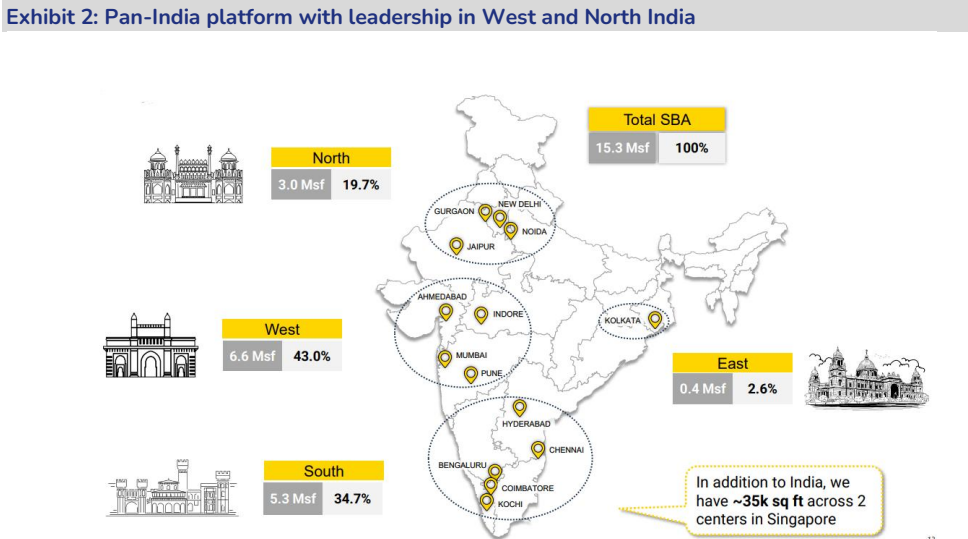 Exhibit 2: Pan-India platform with leadership in West and North India
Total SBA
15.3 Msf 100%
North
3.0 Msf 19.7%
GURGAON
NEW DELHI
NOIDA
JAIPUR
AHMEDABAD
INDORE
KOLKATA
West
6.6 Msf 43.0%
MUMBAI
PUNE
East
0.4 Msf 2.6%
HYDERABAD
CHENNAI
BENGALURU
COIMBATORE
KOCHI
South
5.3 Msf 34.7%
In addition to India, we
have ~35k sq ft across 2
centers in Singapore